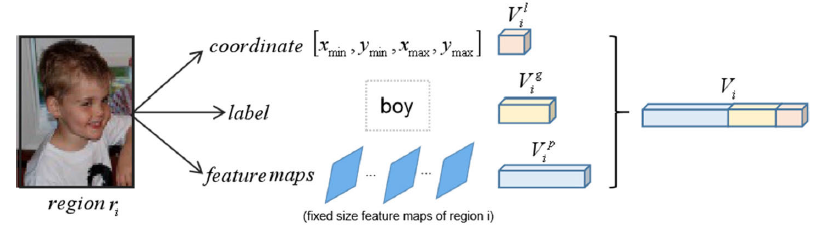 coordinate [x_min, y_min, x_max, y_max] V_i^l
label boy V_i^g
feature maps ... ... V_i^p
(fixed size feature maps of region i)
region r_i
V_i